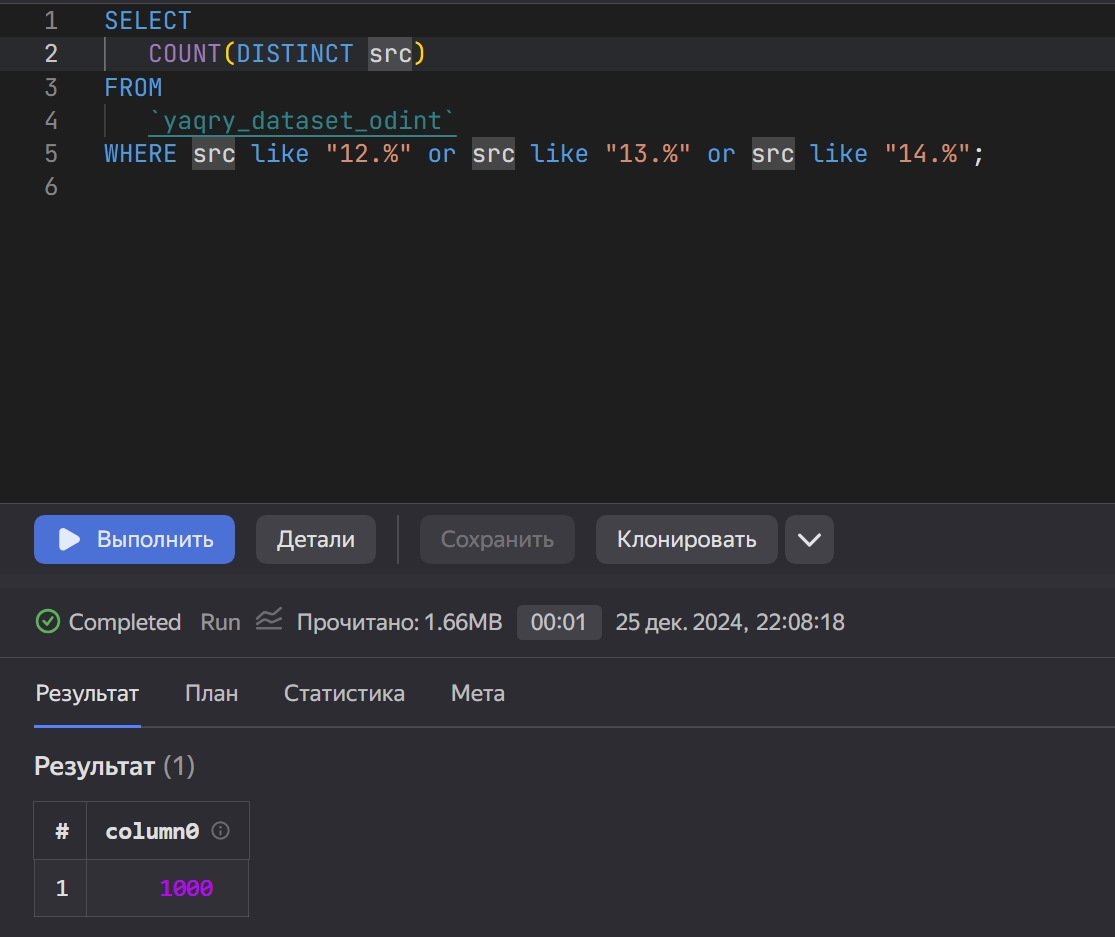 1 SELECT
2 COUNT(DISTINCT src)
3 FROM
4 `yaqry_dataset_odint`
5 WHERE src like "12.%" or src like "13.%" or src like "14.%";
6
Выполнить Детали Сохранить Клонировать
Completed Run Прочитано: 1.66MB 00:01 25 дек. 2024, 22:08:18
Результат План Статистика Мета
Результат (1)
# column0
1 1000